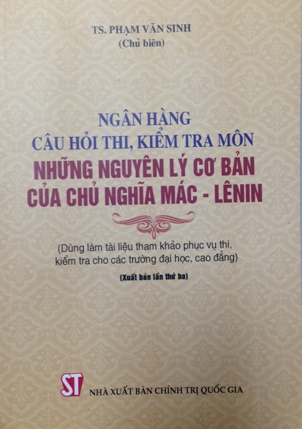 TS. PHẠM VĂN SINH
(Chủ biên)
NGÂN HÀNG
CÂU HỎI THI, KIỂM TRA MÔN
NHỮNG NGUYÊN LÝ CƠ BẢN
CỦA CHỦ NGHĨA MÁC - LÊNIN
(Dùng làm tài liệu tham khảo phục vụ thi,
kiểm tra cho các trường đại học, cao đẳng)
(Xuất bản lần thứ ba)
ST
NHÀ XUẤT BẢN CHÍNH TRỊ QUỐC GIA